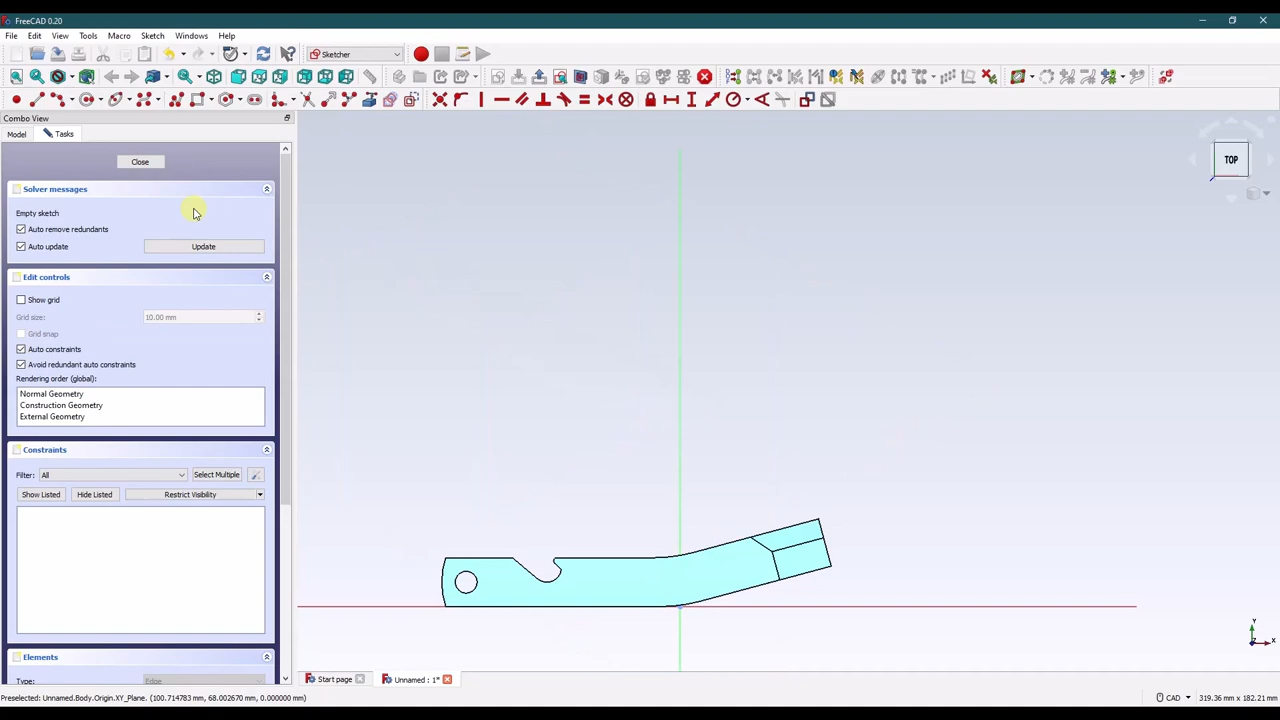 FreeCAD 0.20
File Edit View Tools Macro Sketch Windows Help
Sketcher
Combo View
Model Tasks
Close
Solver messages
Empty sketch
Auto remove redundants
Auto update Update
Edit controls
Show grid
Grid size: 10.00 mm
Grid snap
Auto constraints
Avoid redundant auto constraints
Rendering order (global):
Normal Geometry
Construction Geometry
External Geometry
Constraints
Filter: All Select Multiple
Show Listed Hide Listed Restrict Visibility
Elements
Type: Edge
TOP
Y
X
Z
Start page Unnamed : 1*
Preselected: Unnamed.Body.Origin.XY_Plane. (100.714783 mm, 68.002670 mm, 0.000000 mm) CAD 319.36 mm x 182.21 mm